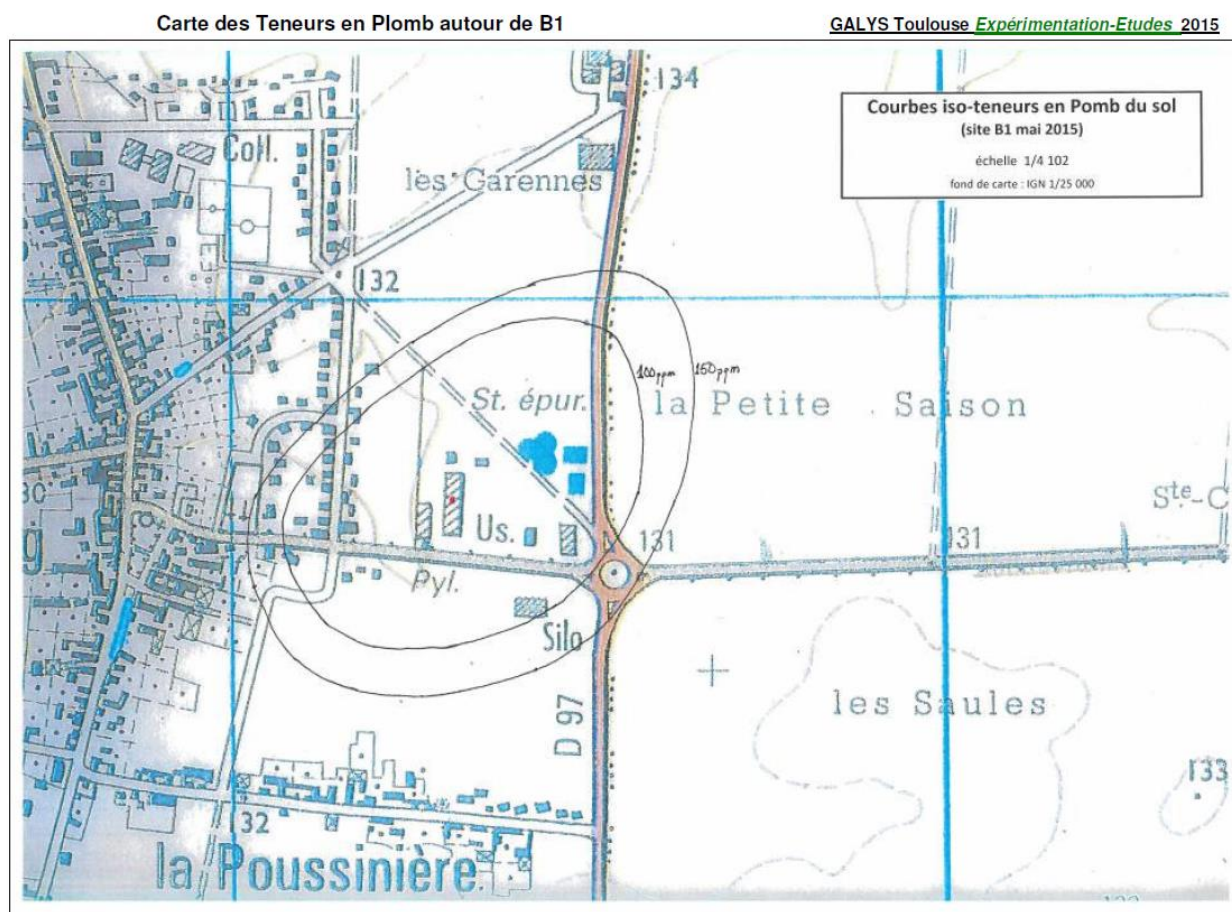 Carte des Teneurs en Plomb autour de B1
GALYS Toulouse Expérimentation-Etudes 2015
Courbes iso-teneurs en Pomb du sol
(site B1 mai 2015)
échelle 1/4 102
fond de carte : IGN 1/25 000
134
Coll.
les Garennes
132
100ppm
150ppm
St. épur.
la Petite Saison
Ste-C
Us.
131
131
Pyl.
Silo
D 97
les Saules
133
132
la Poussinière